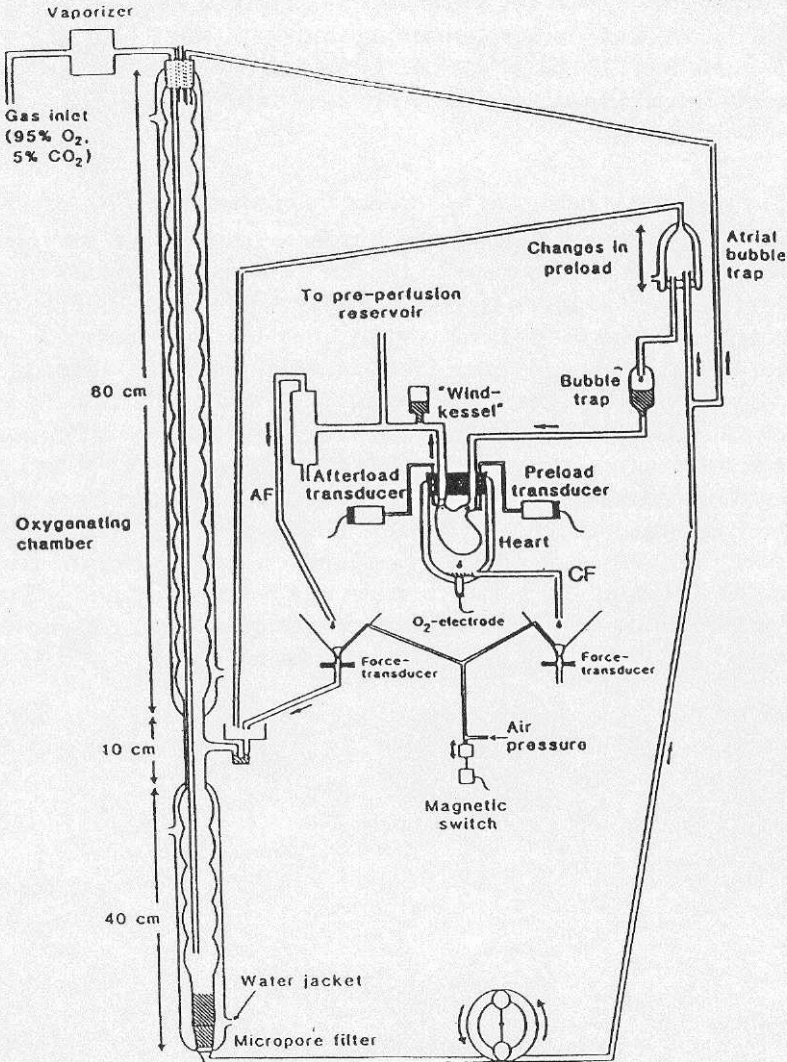 Vaporizer
Gas inlet
(95% O₂,
5% CO₂)
Changes in
preload
Atrial
bubble
trap
To pre-perfusion
reservoir
80 cm
"Wind-
kessel"
Bubble
trap
Afterload
transducer
Preload
transducer
AF
Oxygenating
chamber
Heart
CF
O₂-electrode
Force-
transducer
Force-
transducer
10 cm
Air
pressure
Magnetic
switch
40 cm
Water jacket
Micropore filter